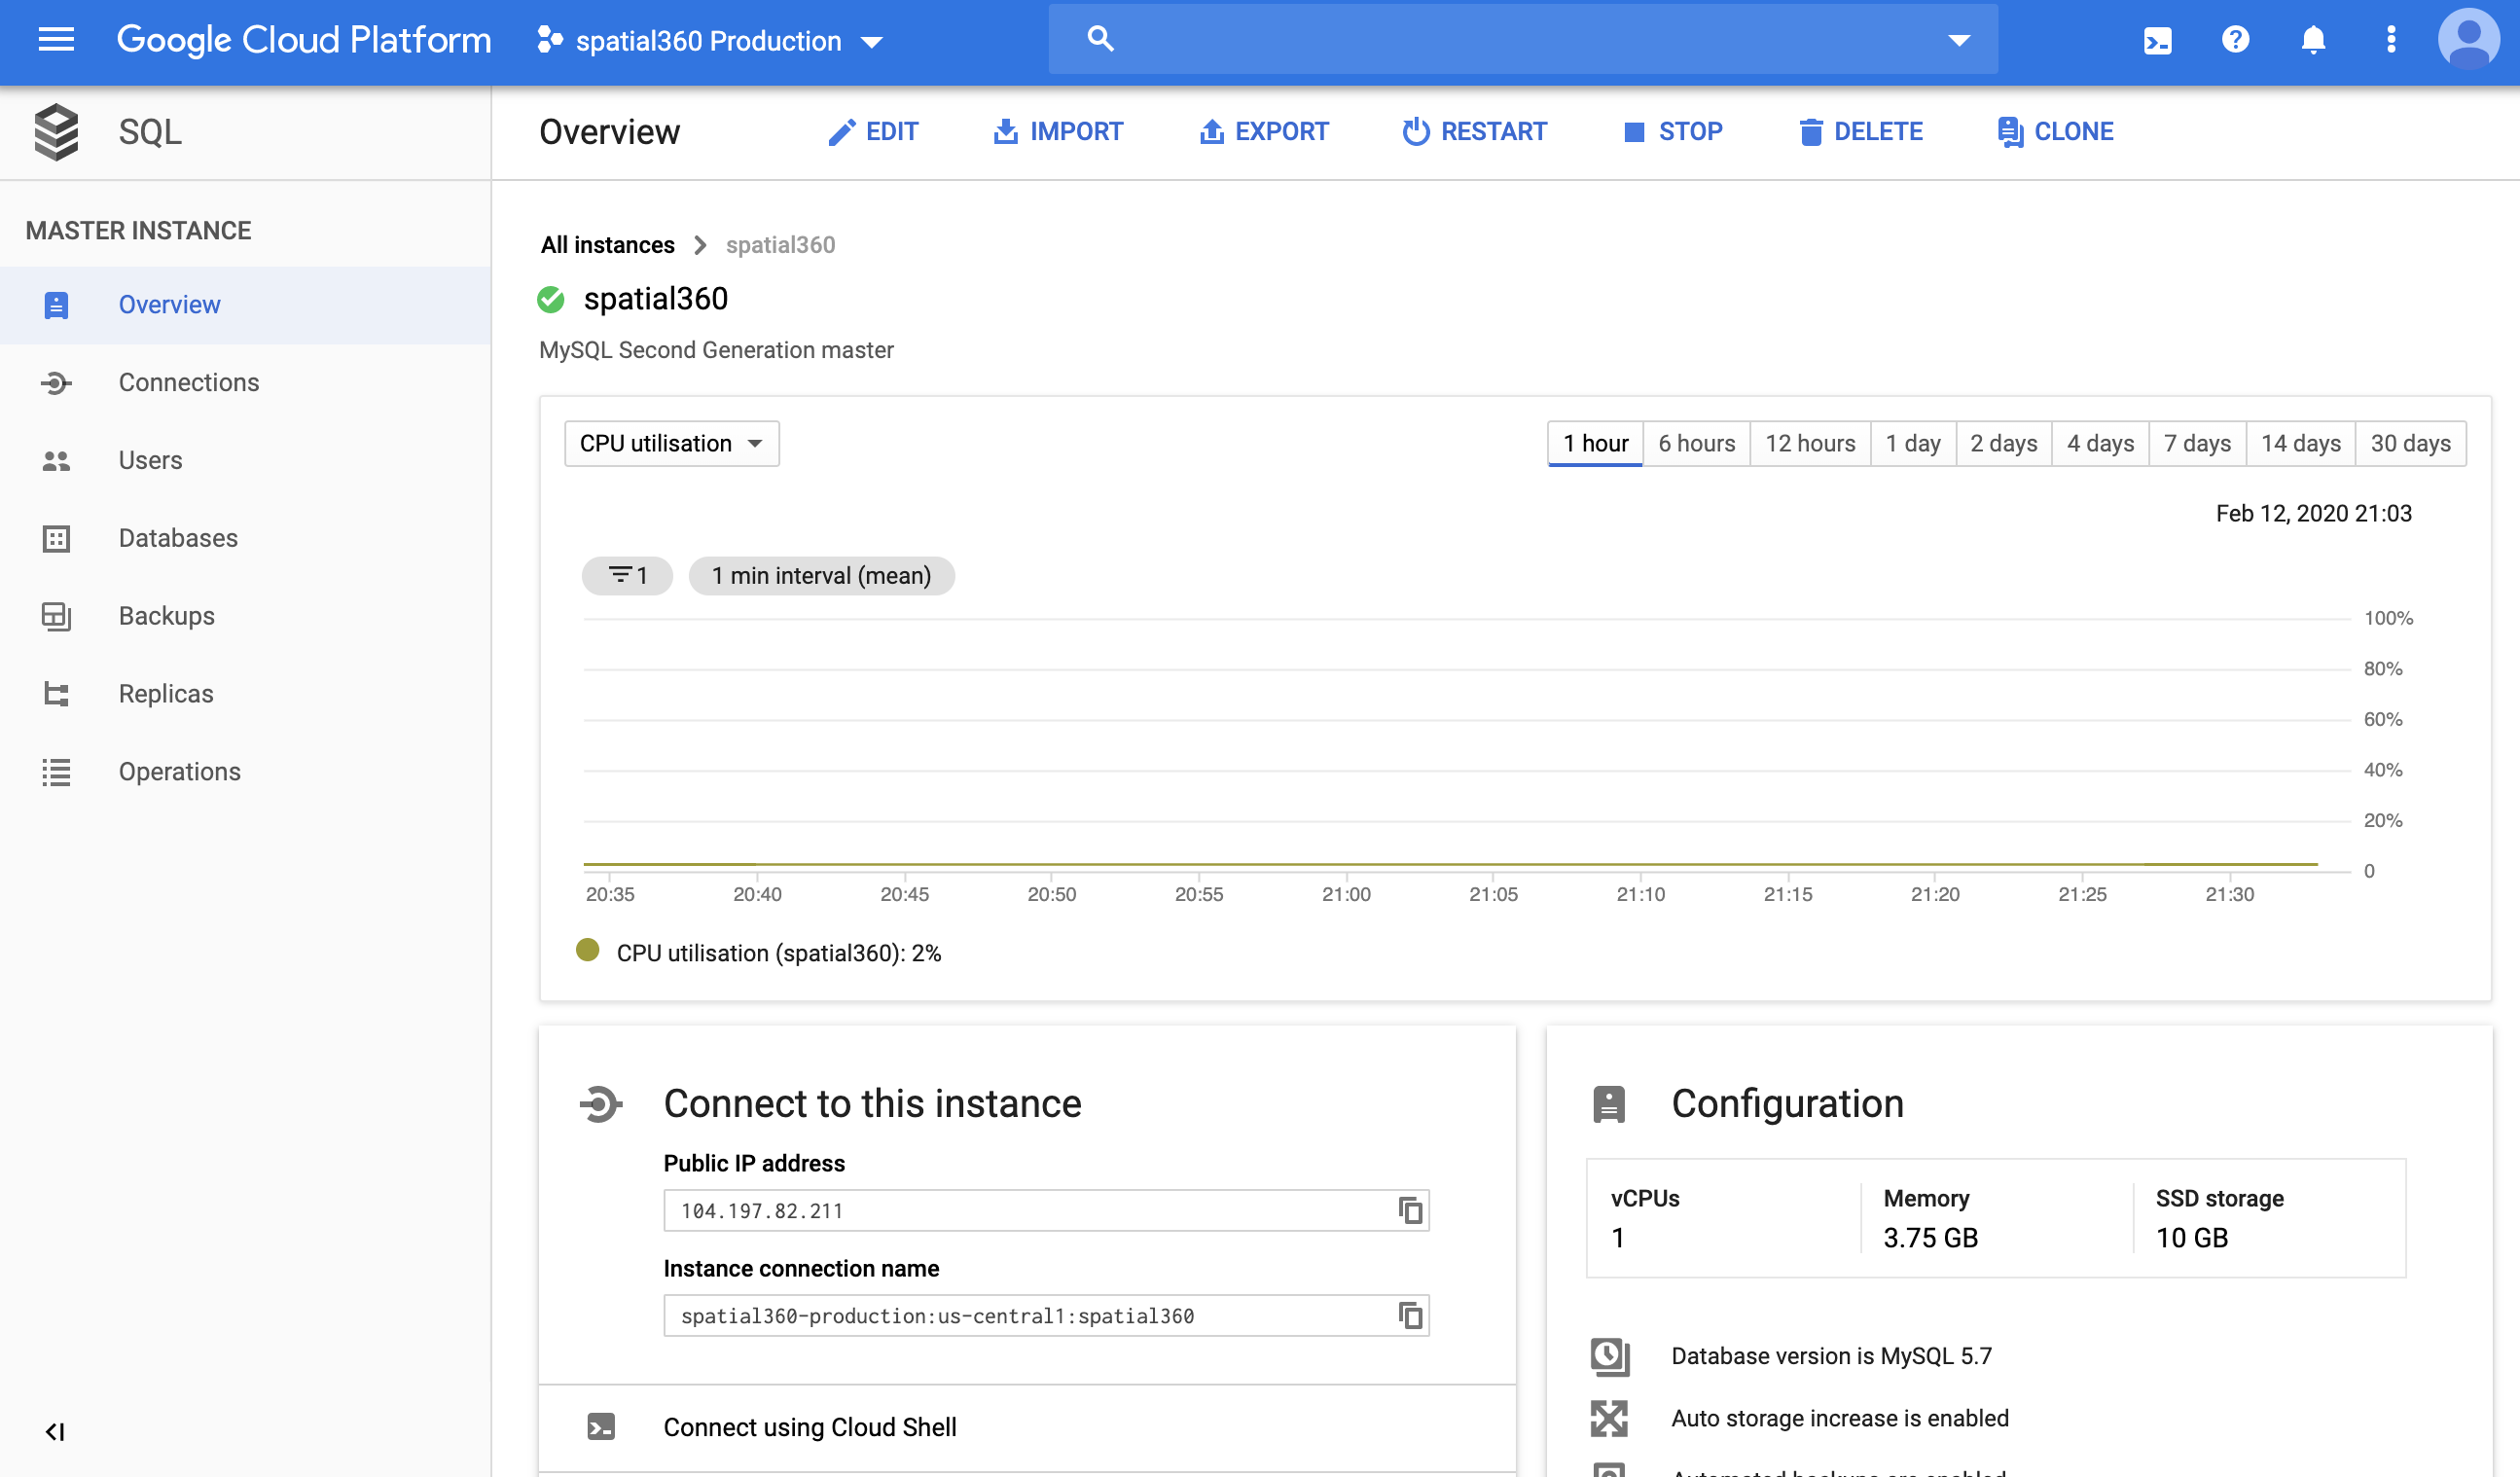 Google Cloud Platform
spatial360 Production
SQL
Overview
EDIT
IMPORT
EXPORT
RESTART
STOP
DELETE
CLONE
MASTER INSTANCE
Overview
Connections
Users
Databases
Backups
Replicas
Operations
All instances
spatial360
spatial360
MySQL Second Generation master
CPU utilisation
1 hour
6 hours
12 hours
1 day
2 days
4 days
7 days
14 days
30 days
Feb 12, 2020 21:03
1
1 min interval (mean)
100%
80%
60%
40%
20%
0
20:35
20:40
20:45
20:50
20:55
21:00
21:05
21:10
21:15
21:20
21:25
21:30
CPU utilisation (spatial360): 2%
Connect to this instance
Public IP address
104.197.82.211
Instance connection name
spatial360-production:us-central1:spatial360
Connect using Cloud Shell
Configuration
vCPUs
1
Memory
3.75 GB
SSD storage
10 GB
Database version is MySQL 5.7
Auto storage increase is enabled
Automated backups are enabled